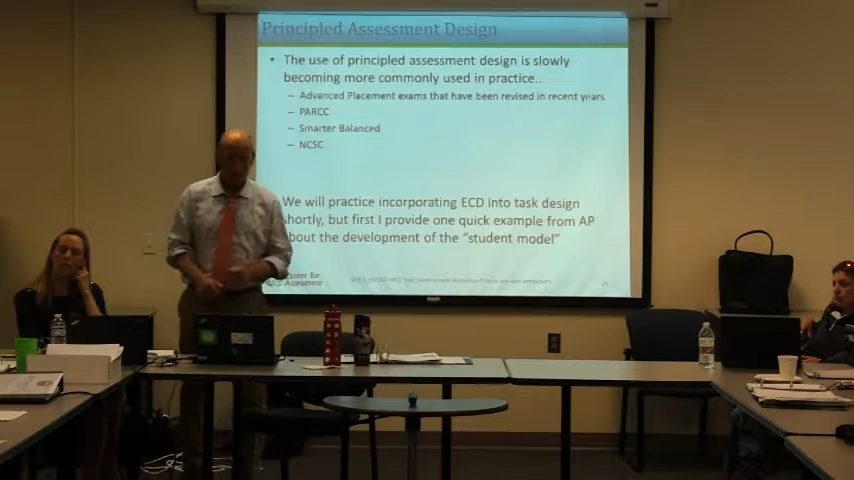 Principled Assessment Design
• The use of principled assessment design is slowly
becoming more commonly used in practice..
– Advanced Placement exams that have been revised in recent years
– PARCC
– Smarter Balanced
– NCSC
We will practice incorporating ECD into task design
shortly, but first I provide one quick example from AP
about the development of the "student model"
Center for
Assessment